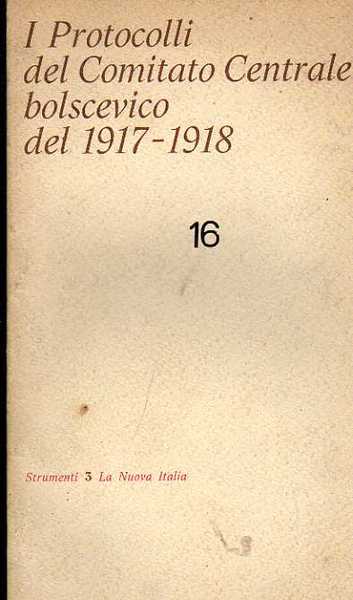 I Protocolli
del Comitato Centrale
bolscevico
del 1917-1918
16
Strumenti 3 La Nuova Italia